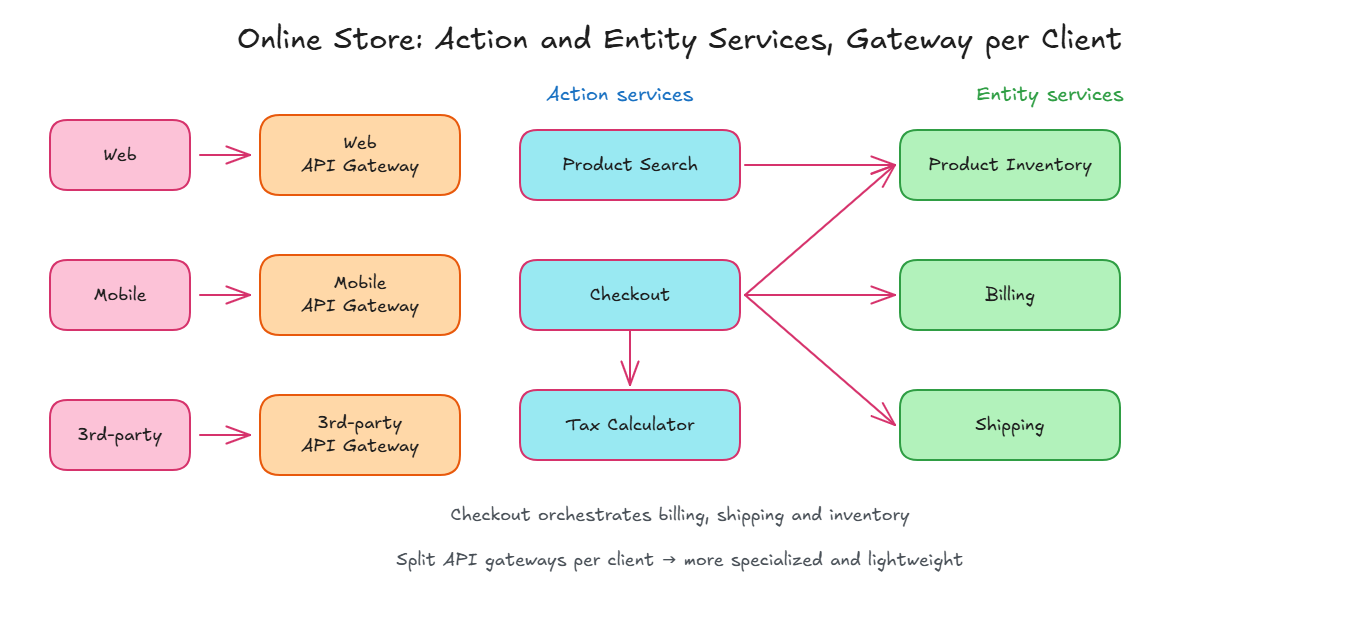 Online Store: Action and Entity Services, Gateway per Client
Action services
Entity services
Web
Web
API Gateway
Product Search
Product Inventory
Mobile
Mobile
API Gateway
Checkout
Billing
3rd-party
3rd-party
API Gateway
Tax Calculator
Shipping
Checkout orchestrates billing, shipping and inventory
Split API gateways per client → more specialized and lightweight